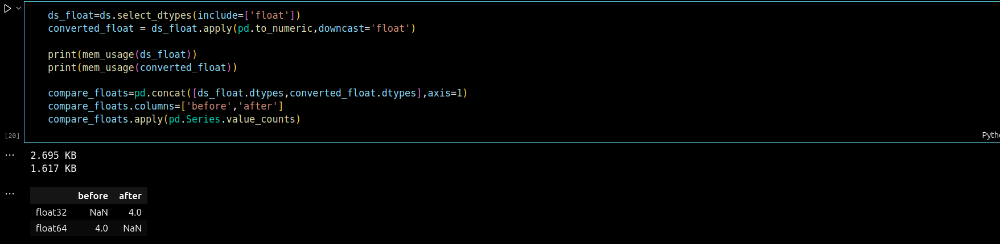 ds_float=ds.select_dtypes(include=['float'])
converted_float = ds_float.apply(pd.to_numeric,downcast='float')
print(mem_usage(ds_float))
print(mem_usage(converted_float))
compare_floats=pd.concat([ds_float.dtypes,converted_float.dtypes],axis=1)
compare_floats.columns=['before','after']
compare_floats.apply(pd.Series.value_counts)
[20]
Pytho
... 2.695 KB
1.617 KB
...
before after
float32 NaN 4.0
float64 4.0 NaN